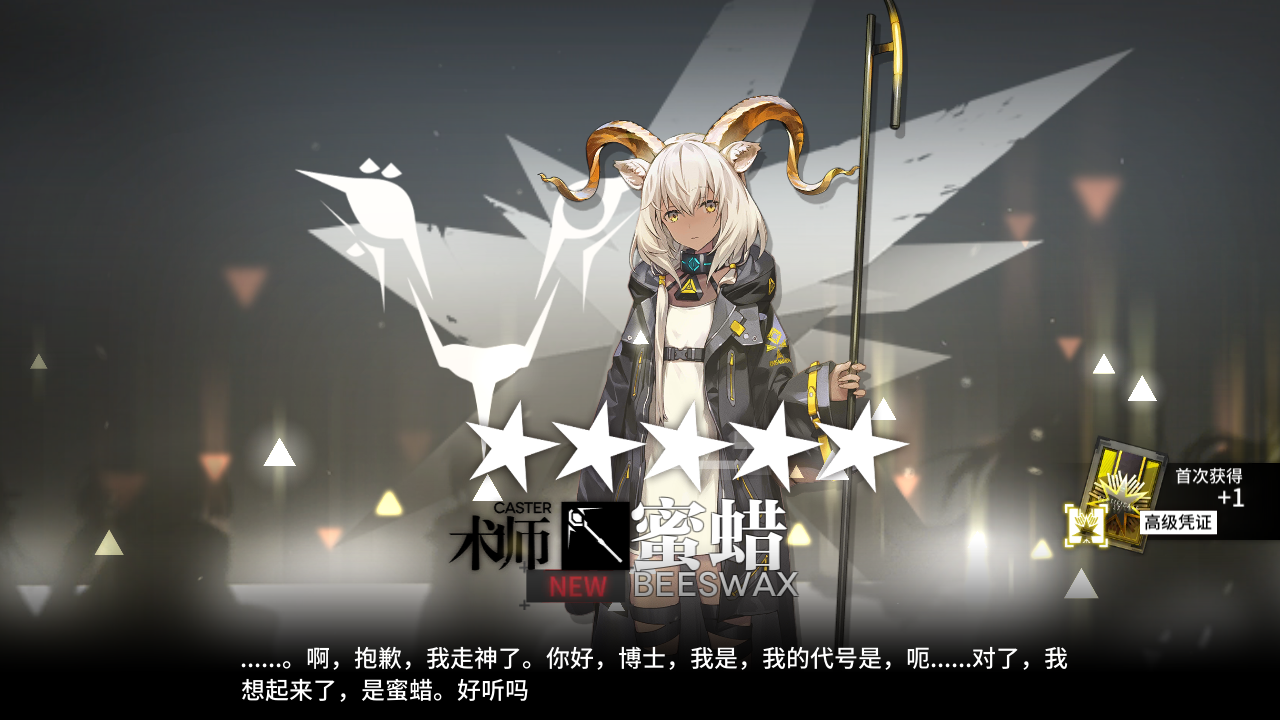 首次获得
+1
高级凭证
CASTER
术师
蜜蜡
NEW
BEESWAX
......。啊，抱歉，我走神了。你好，博士，我是，我的代号是，呃......对了，我
想起来了，是蜜蜡。好听吗